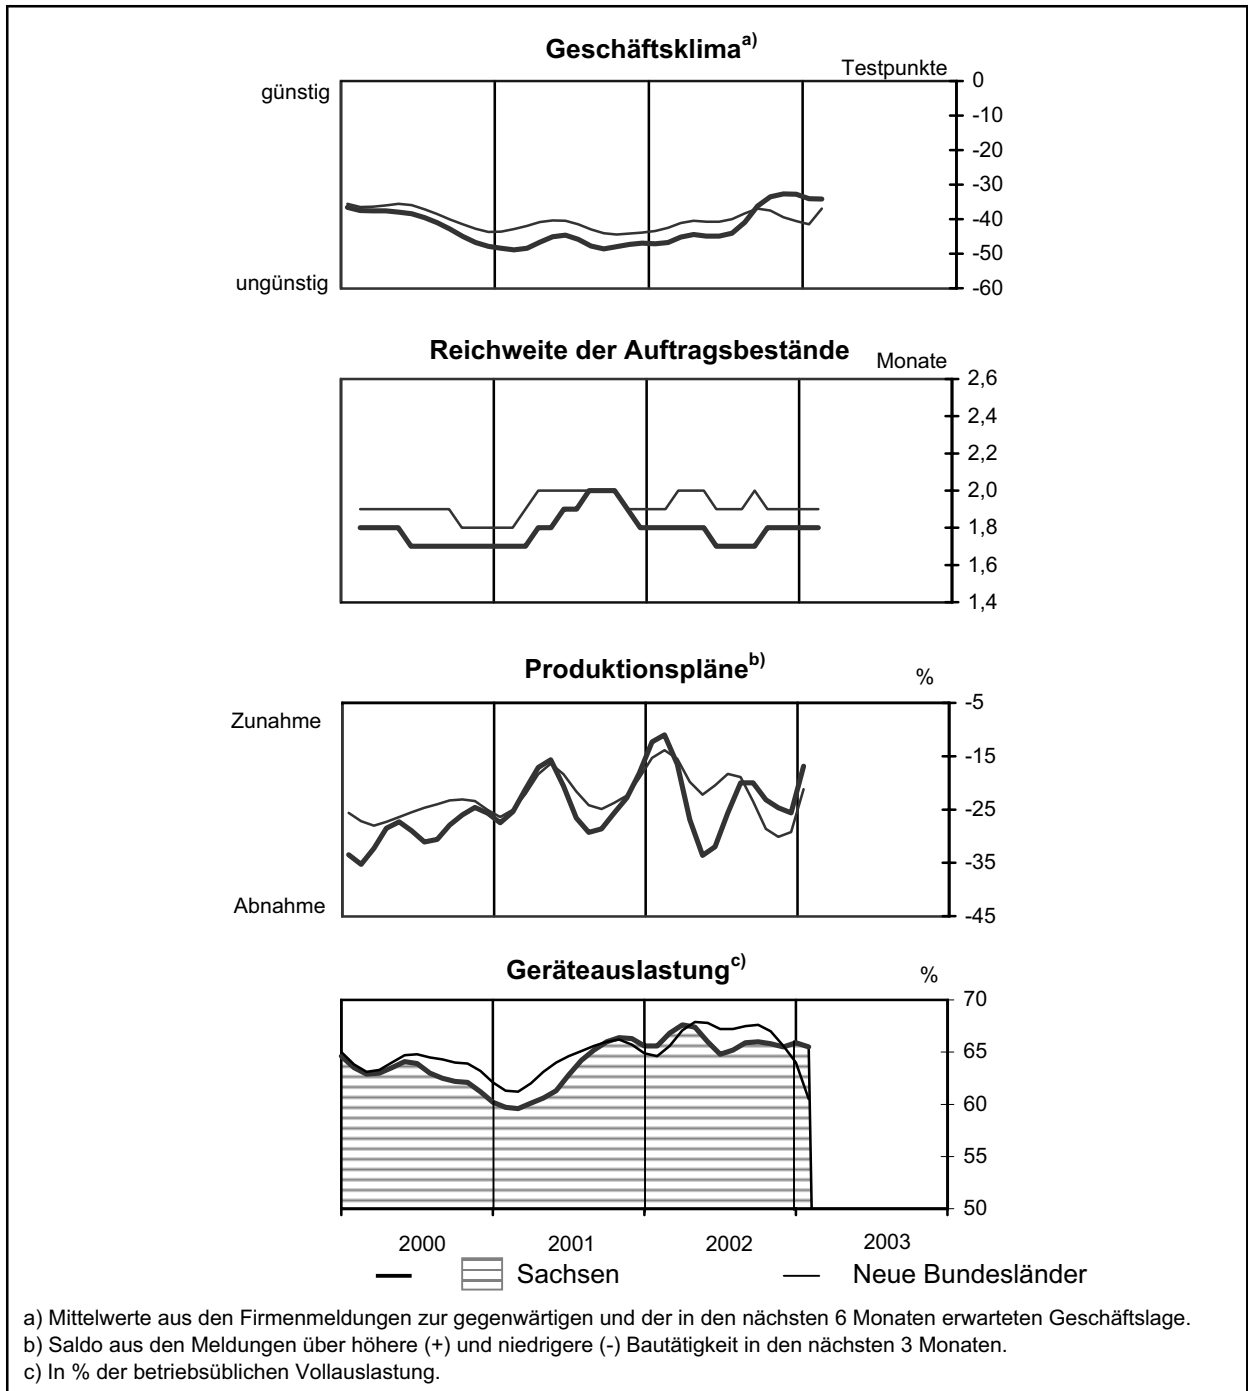 Geschäftsklima a)
Testpunkte
günstig
ungünstig
0
-10
-20
-30
-40
-50
-60
Reichweite der Auftragsbestände
Monate
2,6
2,4
2,2
2,0
1,8
1,6
1,4
Produktionspläne b)
%
Zunahme
Abnahme
-5
-15
-25
-35
-45
Geräteauslastung c)
%
70
65
60
55
50
2000 2001 2002 2003
Sachsen Neue Bundesländer
a) Mittelwerte aus den Firmenmeldungen zur gegenwärtigen und der in den nächsten 6 Monaten erwarteten Geschäftslage.
b) Saldo aus den Meldungen über höhere (+) und niedrigere (-) Bautätigkeit in den nächsten 3 Monaten.
c) In % der betriebsüblichen Vollauslastung.